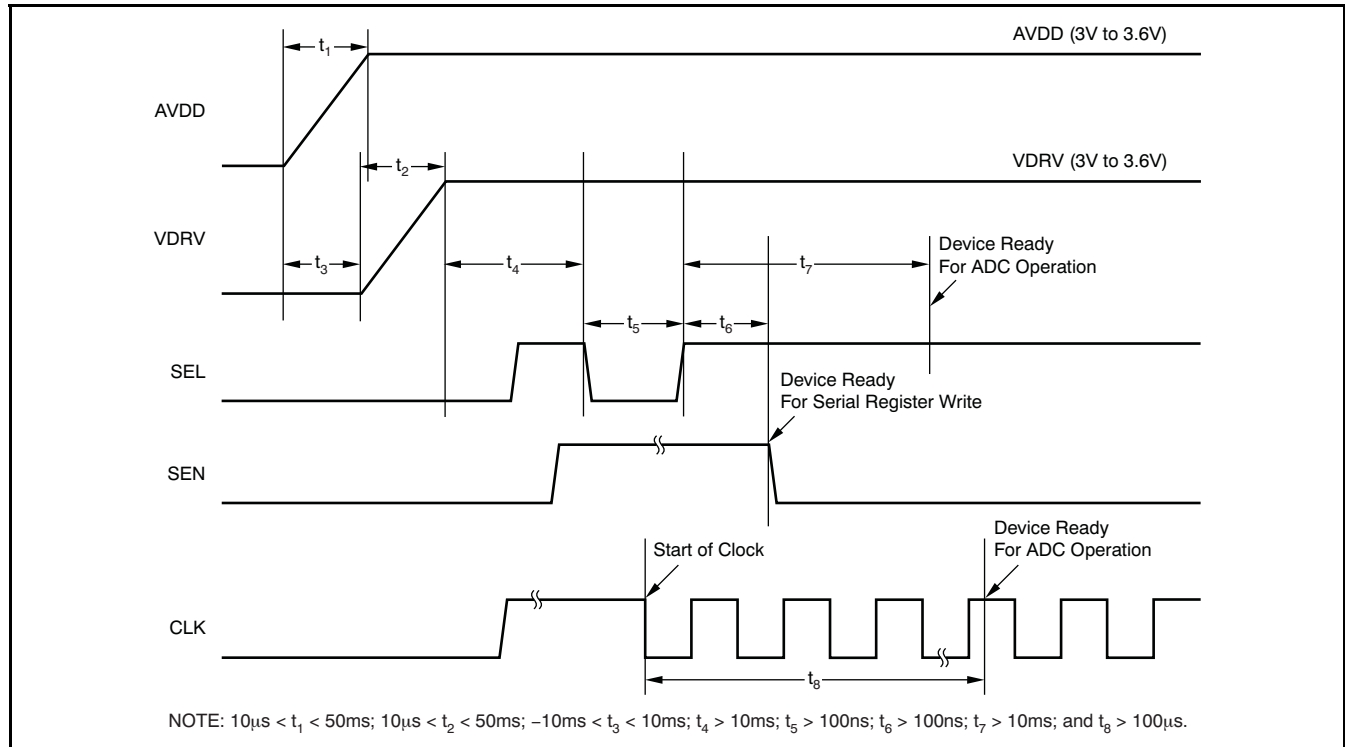 t1
AVDD (3V to 3.6V)
AVDD
t2
VDRV (3V to 3.6V)
VDRV
Device Ready
For ADC Operation
t3
t4
t7
t5
t6
SEL
Device Ready
For Serial Register Write
SEN
Start of Clock
Device Ready
For ADC Operation
CLK
t8
NOTE: 10μs < t1 < 50ms; 10μs < t2 < 50ms; −10ms < t3 < 10ms; t4 > 10ms; t5 > 100ns; t6 > 100ns; t7 > 10ms; and t8 > 100μs.